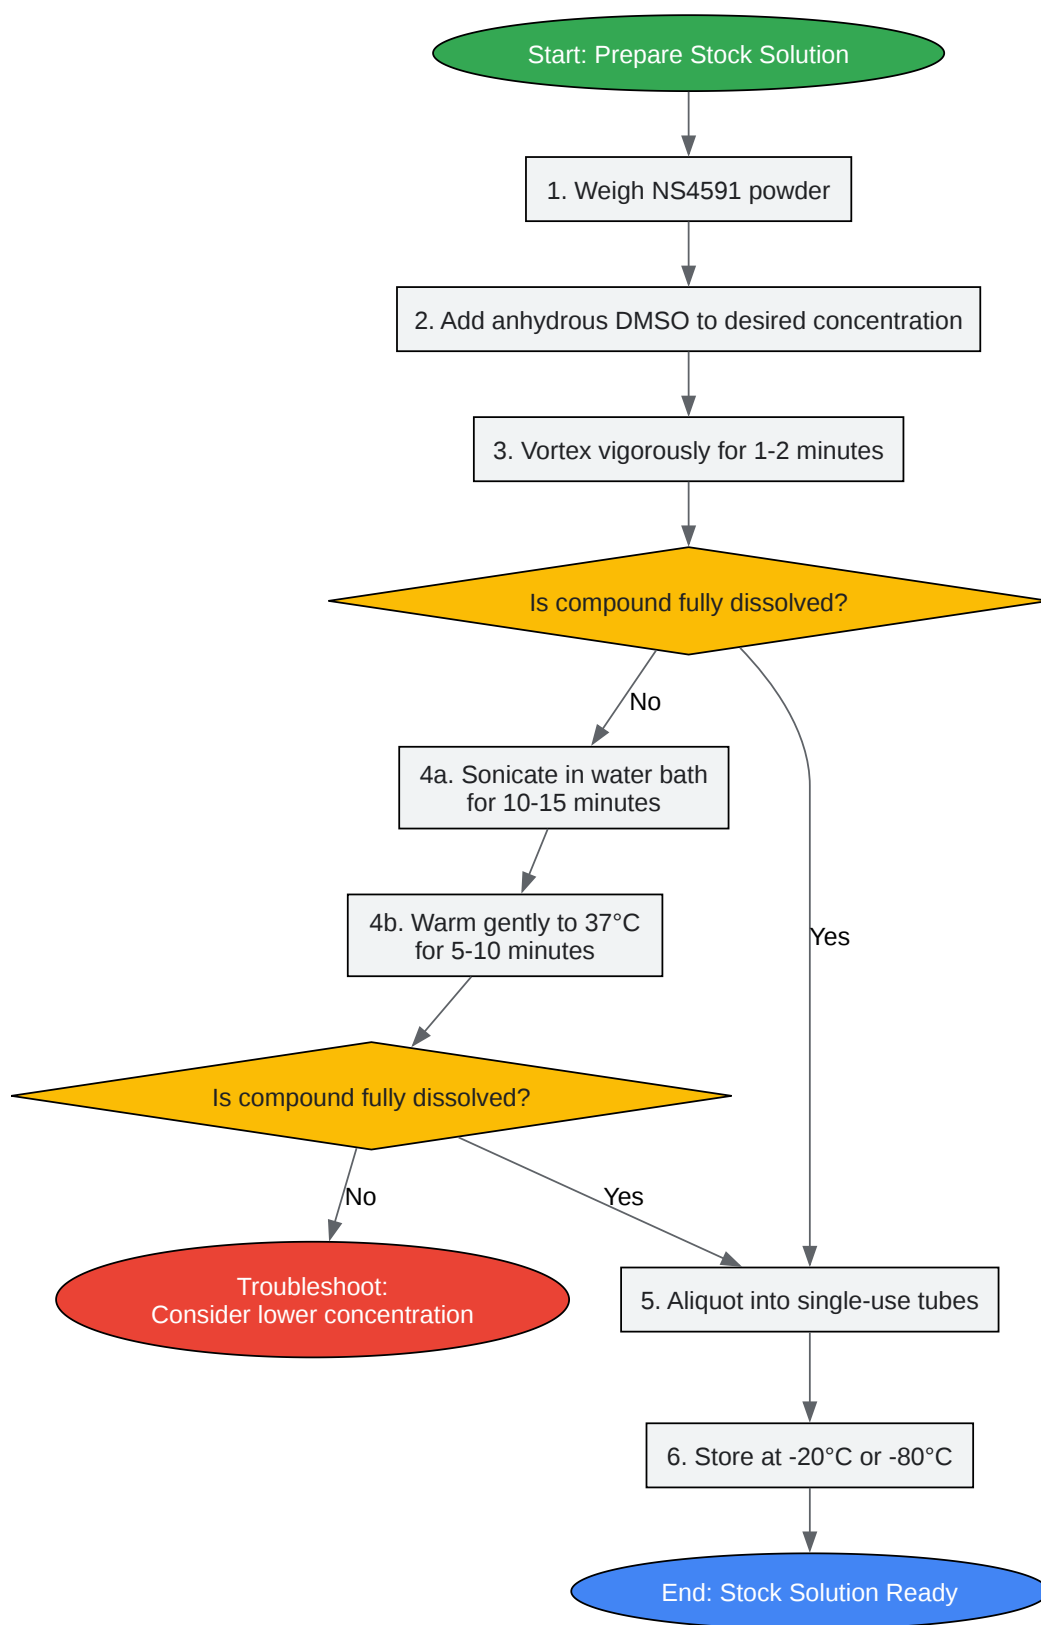 Start: Prepare Stock Solution
1. Weigh NS4591 powder
2. Add anhydrous DMSO to desired concentration
3. Vortex vigorously for 1-2 minutes
Is compound fully dissolved?
No
4a. Sonicate in water bath
for 10-15 minutes
4b. Warm gently to 37°C
for 5-10 minutes
Yes
Is compound fully dissolved?
No
Yes
Troubleshoot:
Consider lower concentration
5. Aliquot into single-use tubes
6. Store at -20°C or -80°C
End: Stock Solution Ready